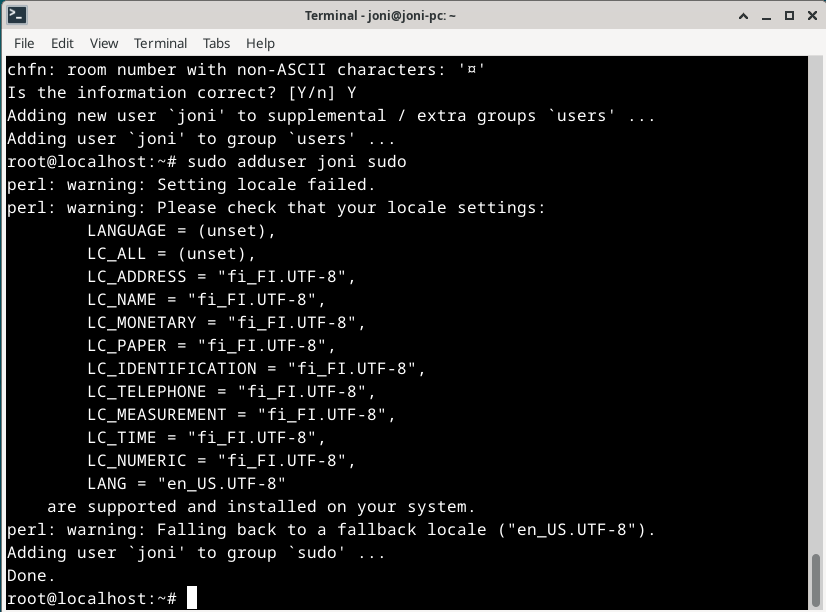 Terminal - joni@joni-pc: ~
File Edit View Terminal Tabs Help
chfn: room number with non-ASCII characters: '¤'
Is the information correct? [Y/n] Y
Adding new user `joni' to supplemental / extra groups `users' ...
Adding user `joni' to group `users' ...
root@localhost:~# sudo adduser joni sudo
perl: warning: Setting locale failed.
perl: warning: Please check that your locale settings:
        LANGUAGE = (unset),
        LC_ALL = (unset),
        LC_ADDRESS = "fi_FI.UTF-8",
        LC_NAME = "fi_FI.UTF-8",
        LC_MONETARY = "fi_FI.UTF-8",
        LC_PAPER = "fi_FI.UTF-8",
        LC_IDENTIFICATION = "fi_FI.UTF-8",
        LC_TELEPHONE = "fi_FI.UTF-8",
        LC_MEASUREMENT = "fi_FI.UTF-8",
        LC_TIME = "fi_FI.UTF-8",
        LC_NUMERIC = "fi_FI.UTF-8",
        LANG = "en_US.UTF-8"
    are supported and installed on your system.
perl: warning: Falling back to a fallback locale ("en_US.UTF-8").
Adding user `joni' to group `sudo' ...
Done.
root@localhost:~#